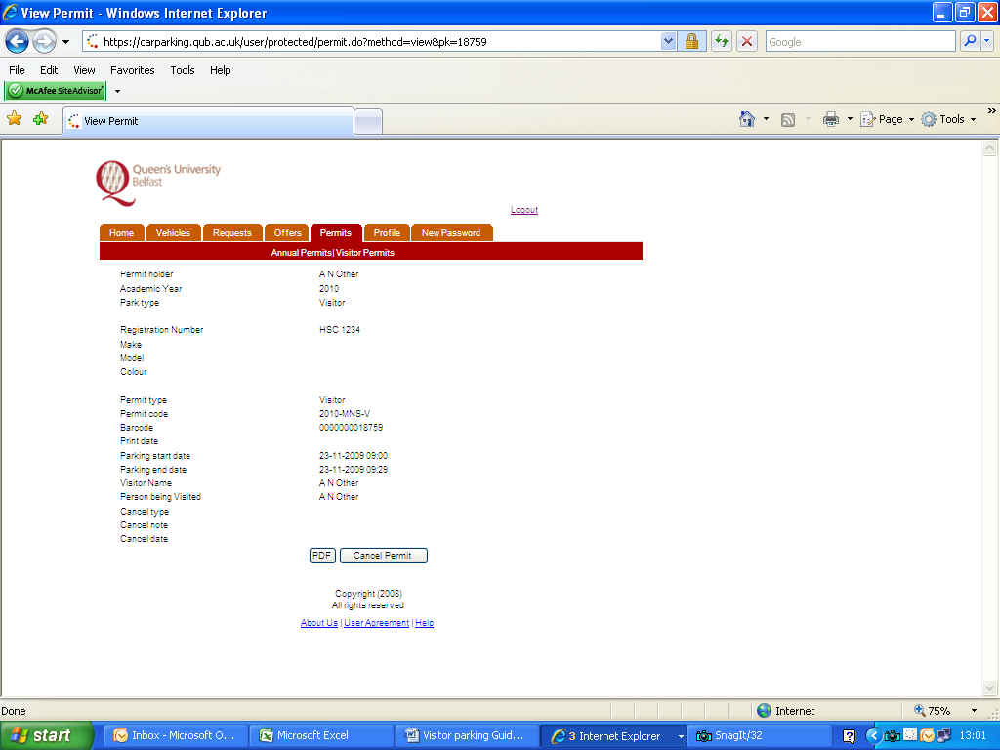 View Permit - Windows Internet Explorer
https://carparking.qub.ac.uk/user/protected/permit.do?method=view&pk=18759
Google
File Edit View Favorites Tools Help
McAfee SiteAdvisor
View Permit
Page Tools
Queen's University
Belfast
Logout
Home Vehicles Requests Offers Permits Profile New Password
Annual Permits| Visitor Permits
Permit holder A N Other
Academic Year 2010
Park type Visitor
Registration Number HSC 1234
Make
Model
Colour
Permit type Visitor
Permit code 2010-MNS-V
Barcode 0000000018759
Print date
Parking start date 23-11-2009 09:00
Parking end date 23-11-2009 09:29
Visitor Name A N Other
Person being Visited A N Other
Cancel type
Cancel note
Cancel date
PDF Cancel Permit
Copyright (2008)
All rights reserved
About Us | User Agreement | Help
Done Internet 75%
start Inbox - Microsoft O... Microsoft Excel Visitor parking Guid... 3 Internet Explorer SnagIt/32 13:01